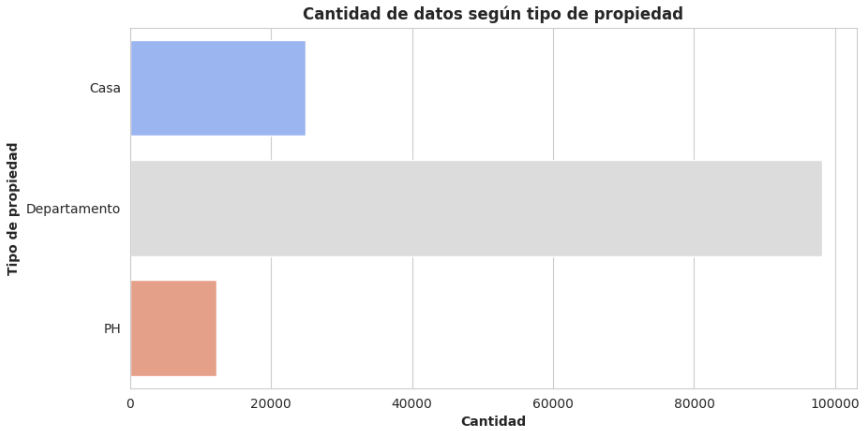 Cantidad de datos según tipo de propiedad
Tipo de propiedad
Casa
Departamento
PH
0 20000 40000 60000 80000 100000
Cantidad